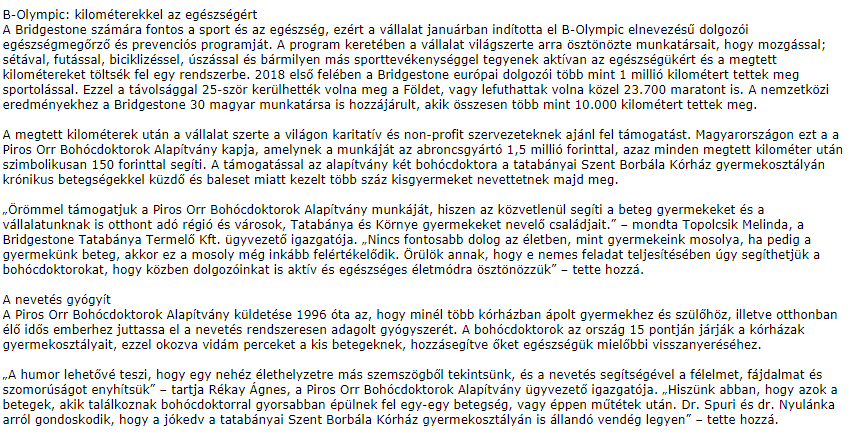 B-Olympic: kilométerekkel az egészségért
A Bridgestone számára fontos a sport és az egészség, ezért a vállalat januárban indította el B-Olympic elnevezésű dolgozói
egészségmegőrző és prevenciós programját. A program keretében a vállalat világszerte arra ösztönözte munkatársait, hogy mozgással;
sétával, futással, biciklizéssel, úszással és bármilyen más sporttevékenységgel tegyenek aktívan az egészségükért és a megtett
kilométereket töltsék fel egy rendszerbe. 2018 első felében a Bridgestone európai dolgozói több mint 1 millió kilométert tettek meg
sportolással. Ezzel a távolsággal 25-ször kerülhették volna meg a Földet, vagy lefuthattak volna közel 23.700 maratont is. A nemzetközi
eredményekhez a Bridgestone 30 magyar munkatársa is hozzájárult, akik összesen több mint 10.000 kilométert tettek meg.

A megtett kilométerek után a vállalat szerte a világon karitatív és non-profit szervezeteknek ajánl fel támogatást. Magyarországon ezt a a
Piros Orr Bohócdoktorok Alapítvány kapja, amelynek a munkáját az abroncsgyártó 1,5 millió forinttal, azaz minden megtett kilométer után
szimbolikusan 150 forinttal segíti. A támogatással az alapítvány két bohócdoktora a tatabányai Szent Borbála Kórház gyermekosztályán
krónikus betegségekkel küzdő és baleset miatt kezelt több száz kisgyermeket nevettetnek majd meg.

„Örömmel támogatjuk a Piros Orr Bohócdoktorok Alapítvány munkáját, hiszen az közvetlenül segíti a beteg gyermekeket és a
vállalatunknak is otthont adó régió és városok, Tatabánya és Környe gyermekeket nevelő családjait.” – mondta Topolcsik Melinda, a
Bridgestone Tatabánya Termelő Kft. ügyvezető igazgatója. „Nincs fontosabb dolog az életben, mint gyermekeink mosolya, ha pedig a
gyermekünk beteg, akkor ez a mosoly még inkább felértékelődik. Örülök annak, hogy e nemes feladat teljesítésében úgy segíthetjük a
bohócdoktorokat, hogy közben dolgozóinkat is aktív és egészséges életmódra ösztönözzük” – tette hozzá.

A nevetés gyógyít
A Piros Orr Bohócdoktorok Alapítvány küldetése 1996 óta az, hogy minél több kórházban ápolt gyermekhez és szülőhöz, illetve otthonban
élő idős emberhez juttassa el a nevetés rendszeresen adagolt gyógyszerét. A bohócdoktorok az ország 15 pontján járják a kórházak
gyermekosztályait, ezzel okozva vidám perceket a kis betegeknek, hozzásegítve őket egészségük mielőbbi visszanyeréséhez.

„A humor lehetővé teszi, hogy egy nehéz élethelyzetre más szemszögből tekintsünk, és a nevetés segítségével a félelmet, fájdalmat és
szomorúságot enyhítsük” – tartja Rékay Ágnes, a Piros Orr Bohócdoktorok Alapítvány ügyvezető igazgatója. „Hiszünk abban, hogy azok a
betegek, akik találkoznak bohócdoktorral gyorsabban épülnek fel egy-egy betegség, vagy éppen műtétek után. Dr. Spuri és dr. Nyulánka
arról gondoskodik, hogy a jókedv a tatabányai Szent Borbála Kórház gyermekosztályán is állandó vendég legyen” – tette hozzá.